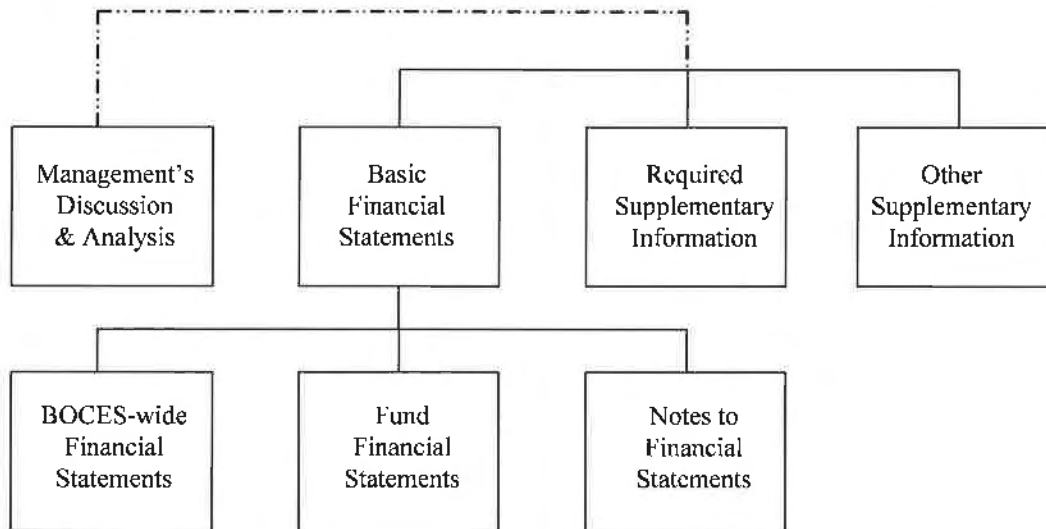 Management's
Discussion
& Analysis
Basic
Financial
Statements
Required
Supplementary
Information
Other
Supplementary
Information
BOCES-wide
Financial
Statements
Fund
Financial
Statements
Notes to
Financial
Statements